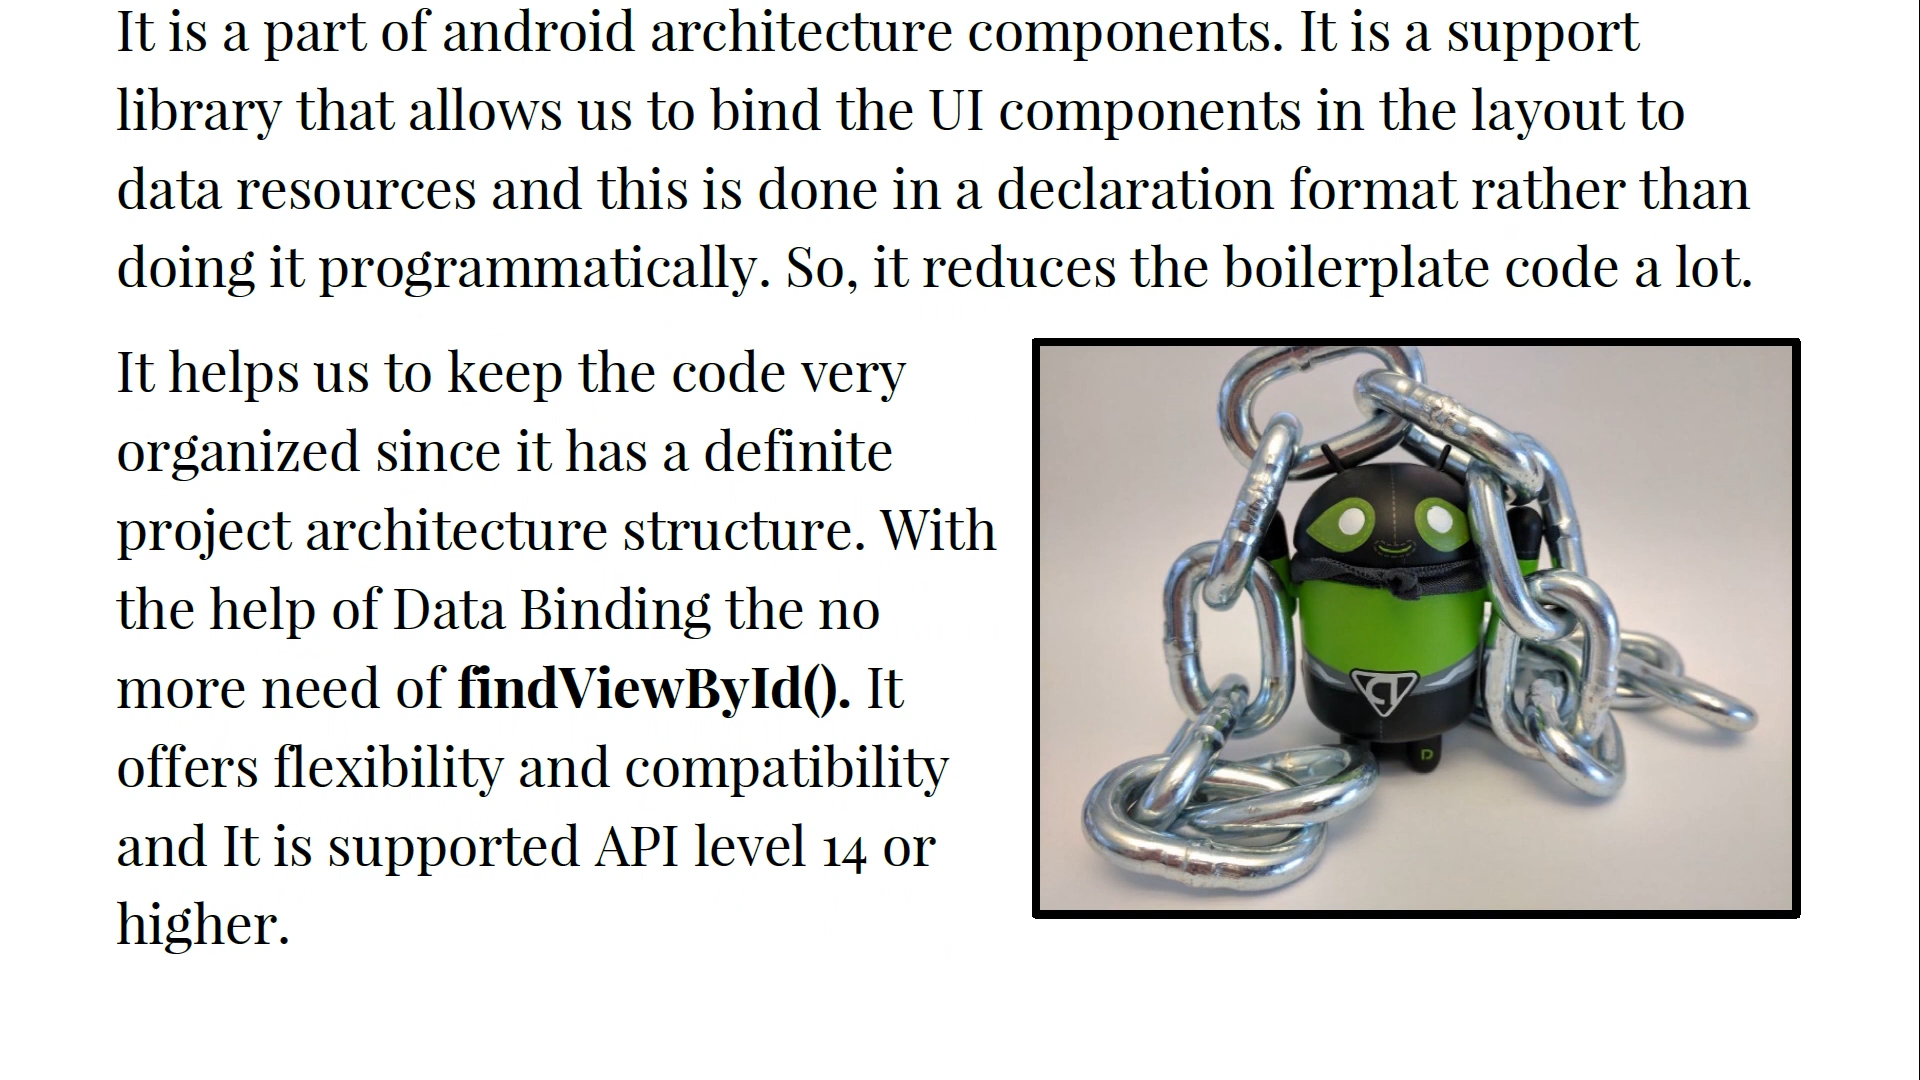 It is a part of android architecture components. It is a support
library that allows us to bind the UI components in the layout to
data resources and this is done in a declaration format rather than
doing it programmatically. So, it reduces the boilerplate code a lot.
It helps us to keep the code very
organized since it has a definite
project architecture structure. With
the help of Data Binding the no
more need of findViewById(). It
offers flexibility and compatibility
and It is supported API level 14 or
higher.